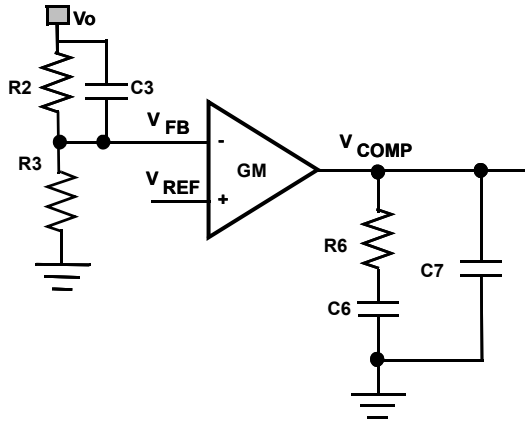 Vo
R2
C3
V FB
V COMP
R3
GM
-
V REF
+
R6
C7
C6